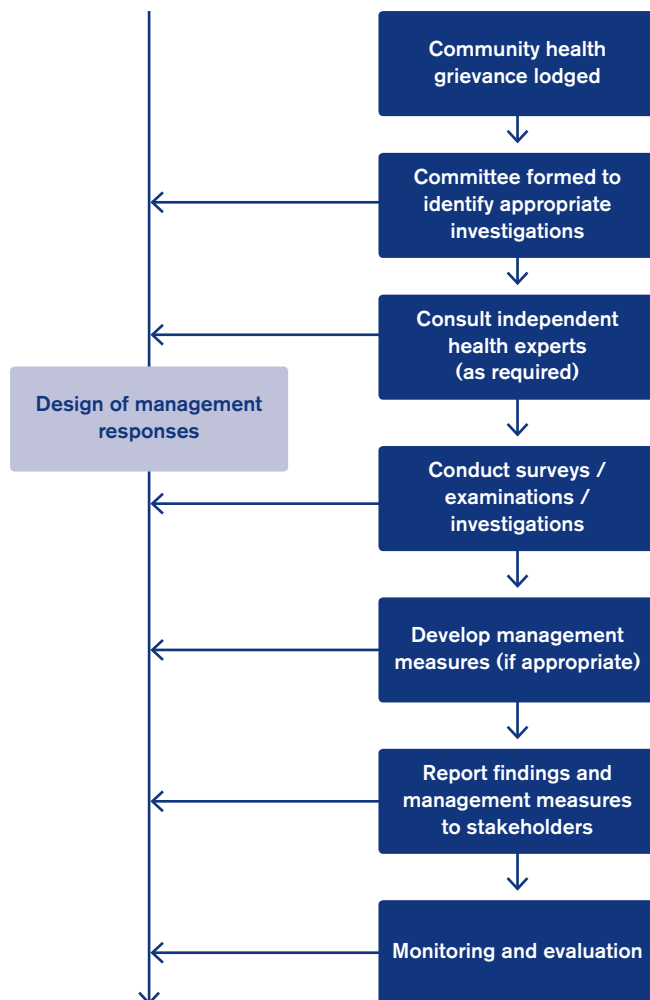 Community health
grievance lodged
Committee formed to
identify appropriate
investigations
Consult independent
health experts
(as required)
Design of management
responses
Conduct surveys /
examinations /
investigations
Develop management
measures (if appropriate)
Report findings and
management measures
to stakeholders
Monitoring and evaluation